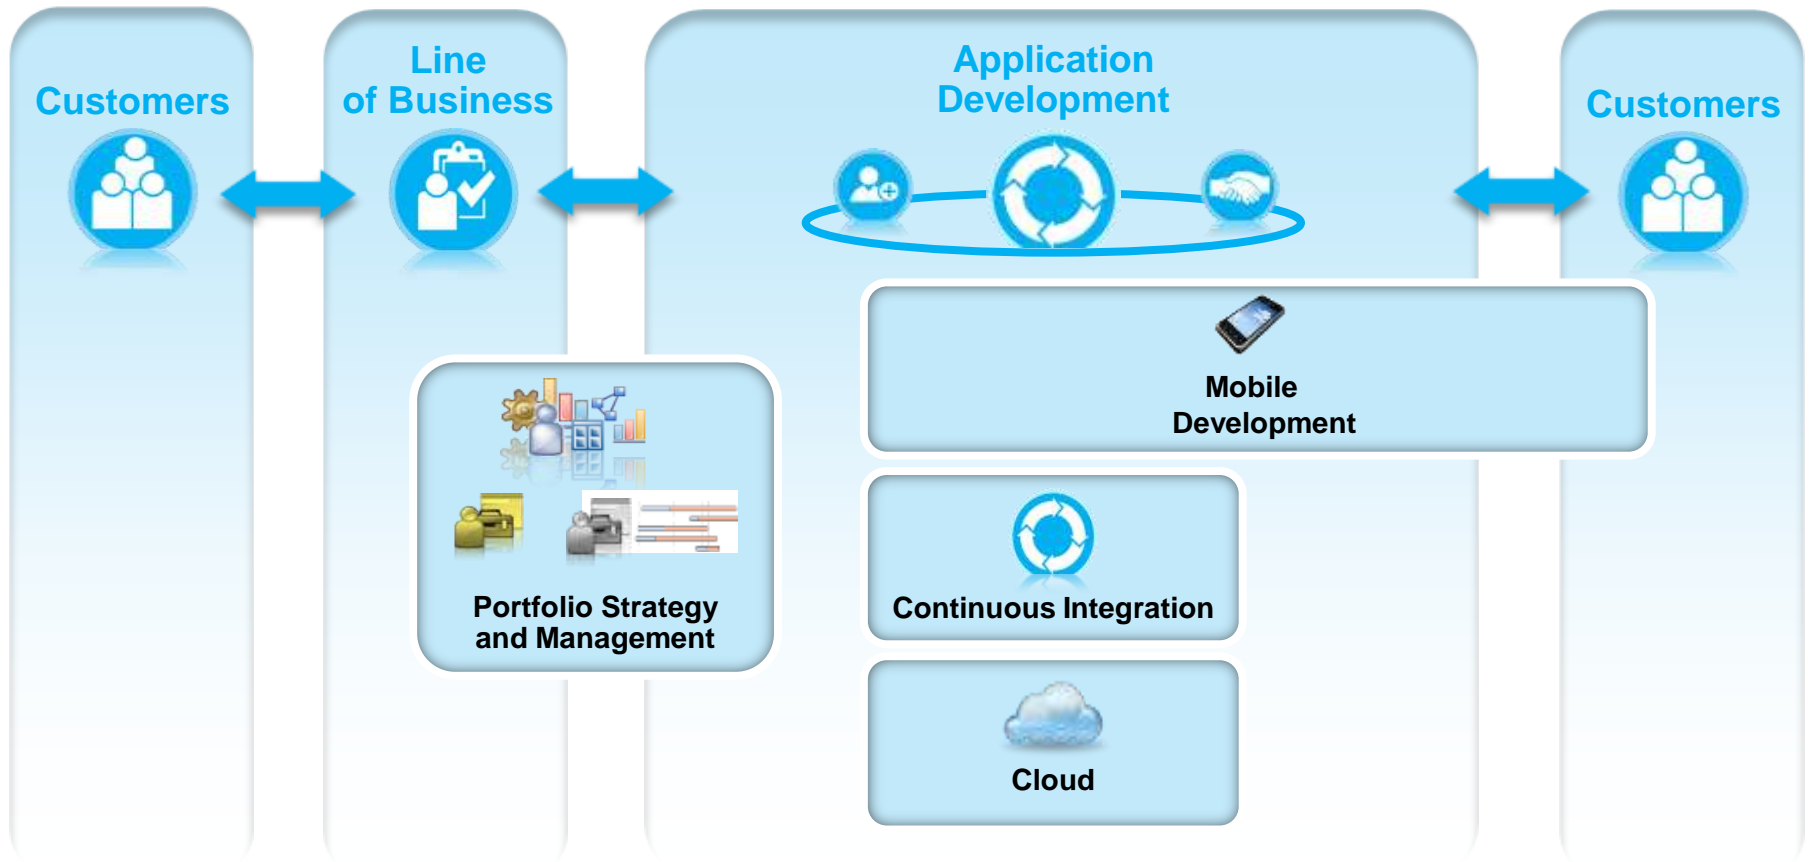 Customers
Line
of Business
Application
Development
Customers
Mobile
Development
Portfolio Strategy
and Management
Continuous Integration
Cloud